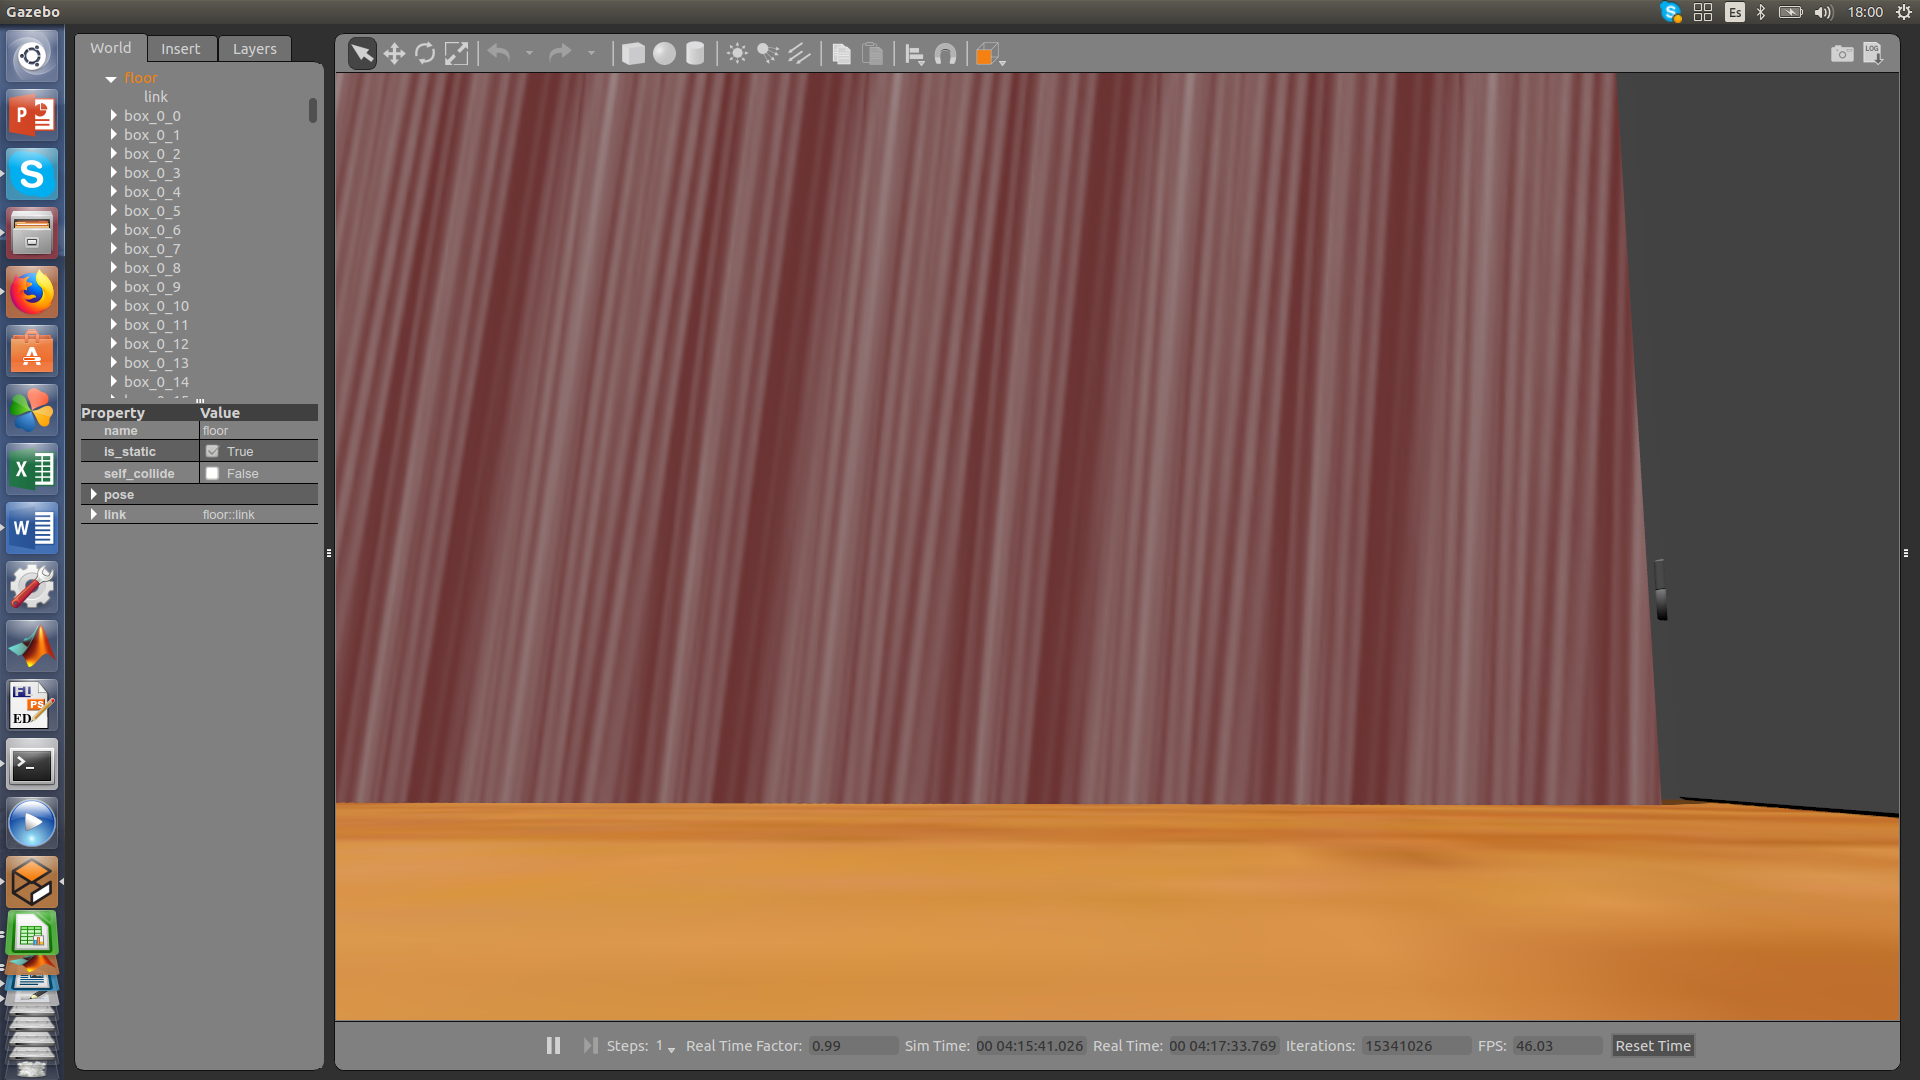 Gazebo
Es
18:00
World
Insert
Layers
LOG
floor
link
box_0_0
box_0_1
box_0_2
box_0_3
box_0_4
box_0_5
box_0_6
box_0_7
box_0_8
box_0_9
box_0_10
box_0_11
box_0_12
box_0_13
box_0_14
Property Value
name floor
is_static True
self_collide False
pose
link floor::link
Steps: 1 Real Time Factor: 0.99 Sim Time: 00 04:15:41.026 Real Time: 00 04:17:33.769 Iterations: 15341026 FPS: 46.03 Reset Time